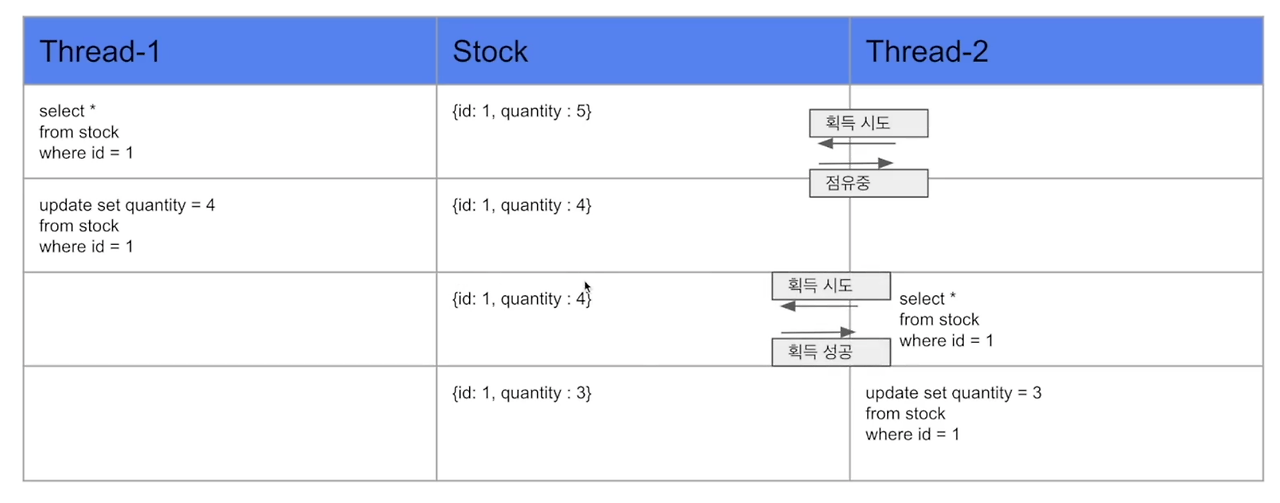 Thread-1
Stock
Thread-2
select *
from stock
where id = 1
{id: 1, quantity : 5}
획득 시도
점유중
update set quantity = 4
from stock
where id = 1
{id: 1, quantity : 4}
{id: 1, quantity : 4}
획득 시도
획득 성공
select *
from stock
where id = 1
{id: 1, quantity : 3}
update set quantity = 3
from stock
where id = 1